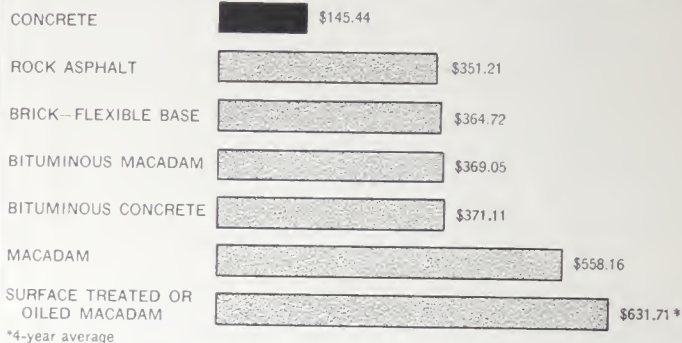 CONCRETE $145.44
ROCK ASPHALT $351.21
BRICK—FLEXIBLE BASE $364.72
BITUMINOUS MACADAM $369.05
BITUMINOUS CONCRETE $371.11
MACADAM $558.16
SURFACE TREATED OR
OILED MACADAM $631.71*
*4-year average